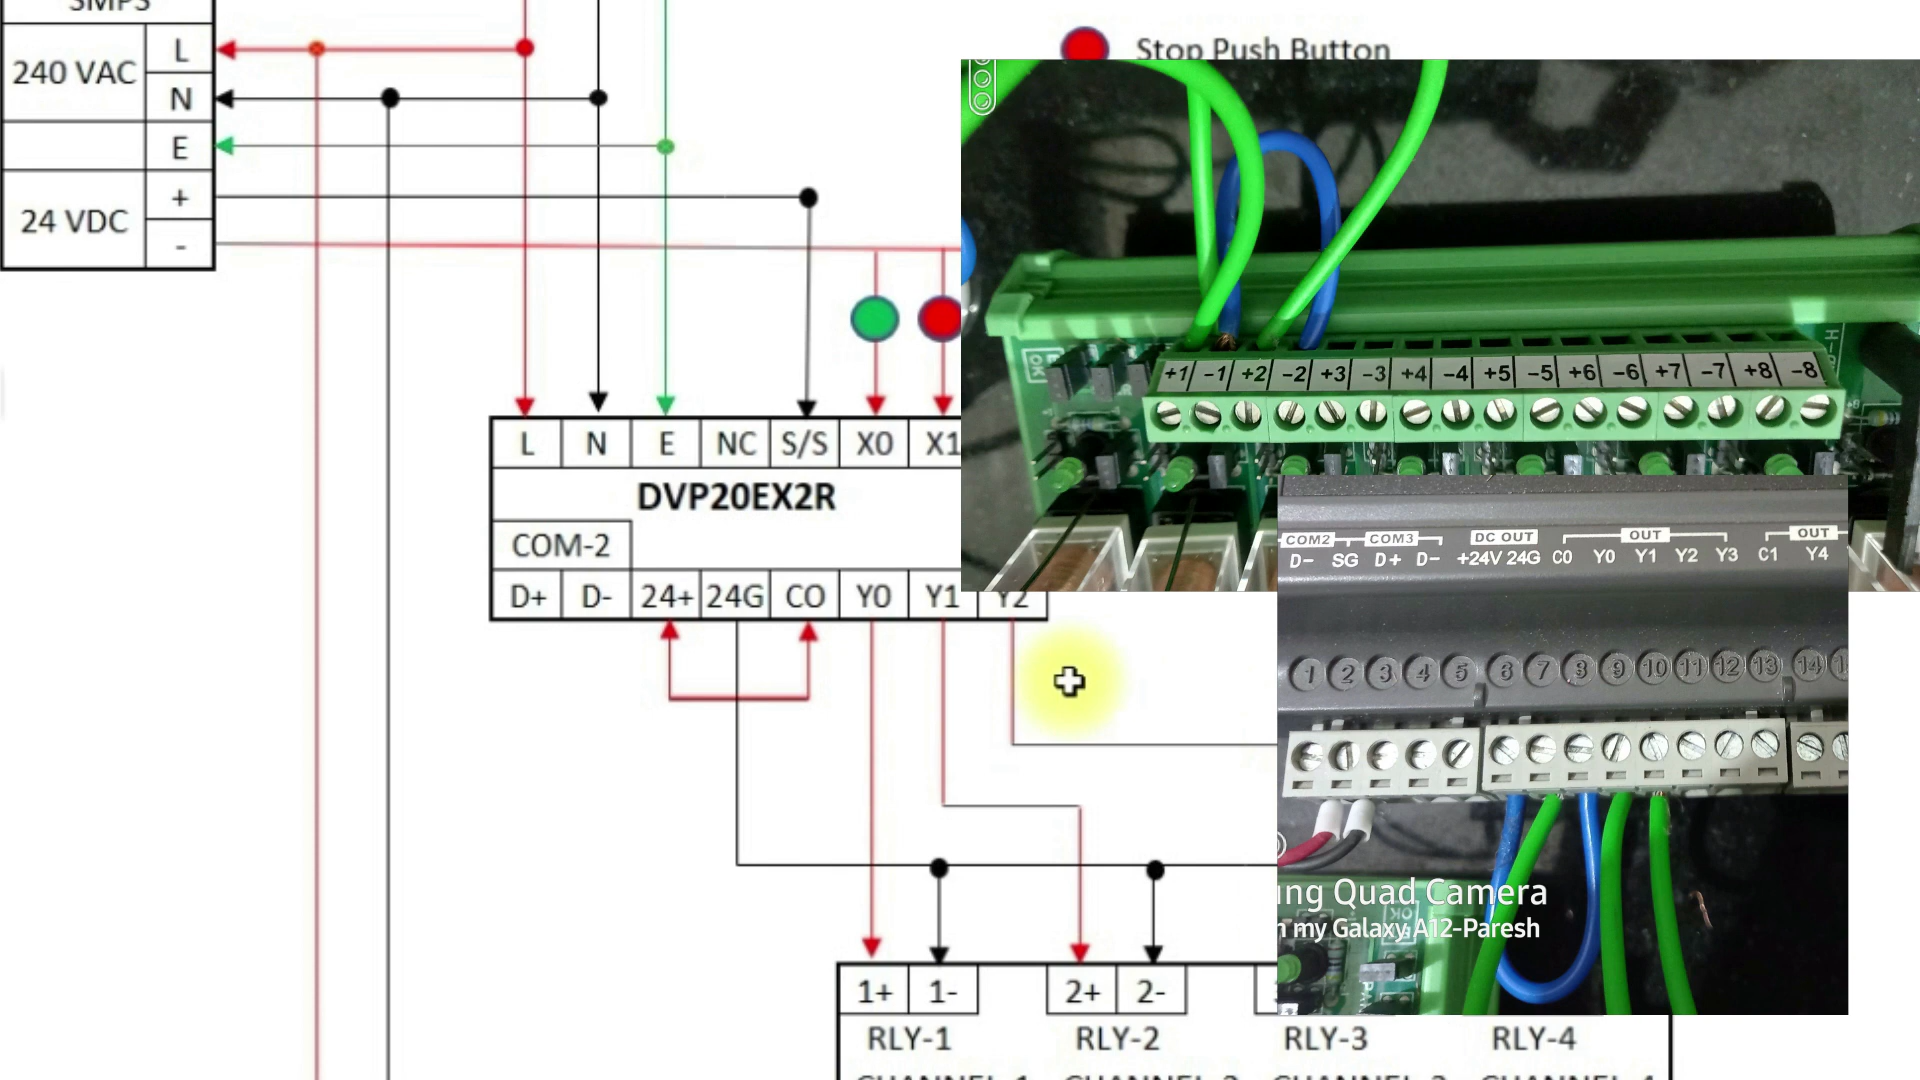 SMPS
240 VAC
L
N
E
24 VDC
+
-
Stop Push Button
+1 -1 +2 -2 +3 -3 +4 -4 +5 -5 +6 -6 +7 -7 +8 -8
L N E NC S/S X0 X1
DVP20EX2R
COM-2
D+ D- 24+ 24G CO Y0 Y1 Y2
COM2 COM3 DC OUT OUT OUT
D- SG D+ D- +24V 24G C0 Y0 Y1 Y2 Y3 C1 Y4
1 2 3 4 5 6 7 8 9 10 11 12 13 14
ng Quad Camera
n my Galaxy A12-Paresh
1+ 1- 2+ 2-
RLY-1 RLY-2 RLY-3 RLY-4